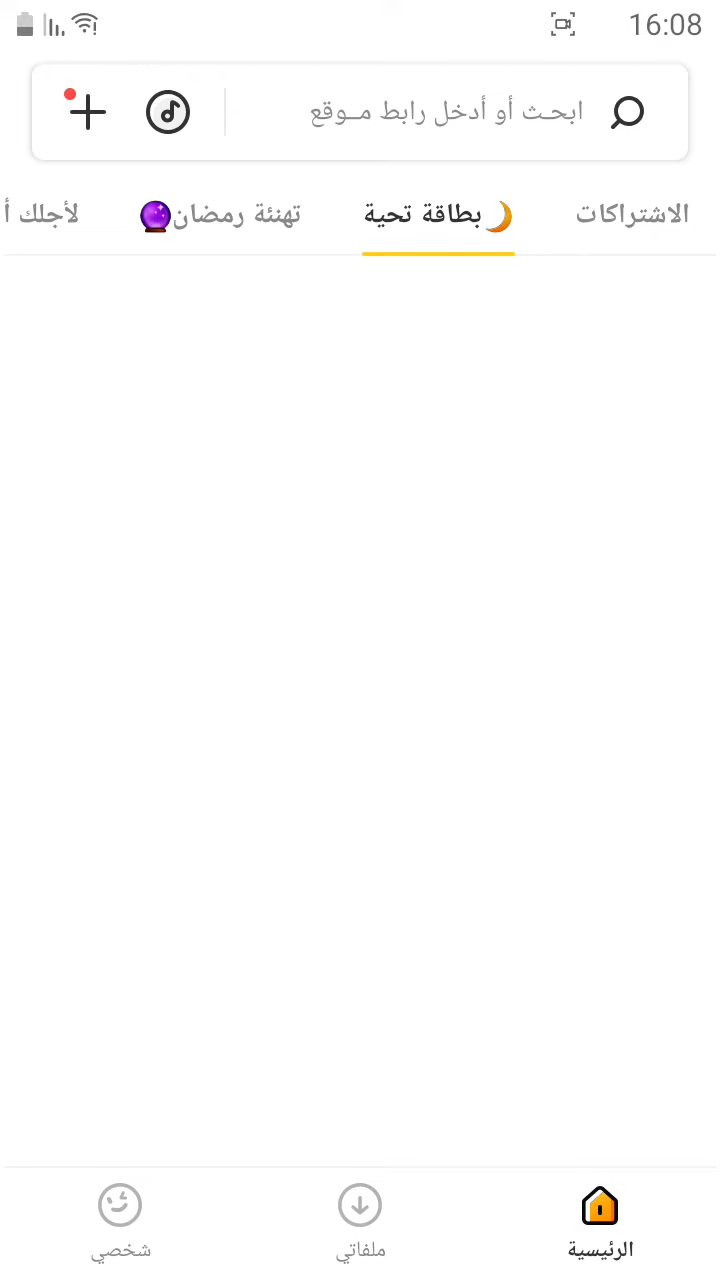 16:08
ابحث أو أدخل رابط موقع
الاشتراكات
🌙بطاقة تحية
تهنئة رمضان🔮
لأجلك أ
الرئيسية
ملفاتي
شخصي